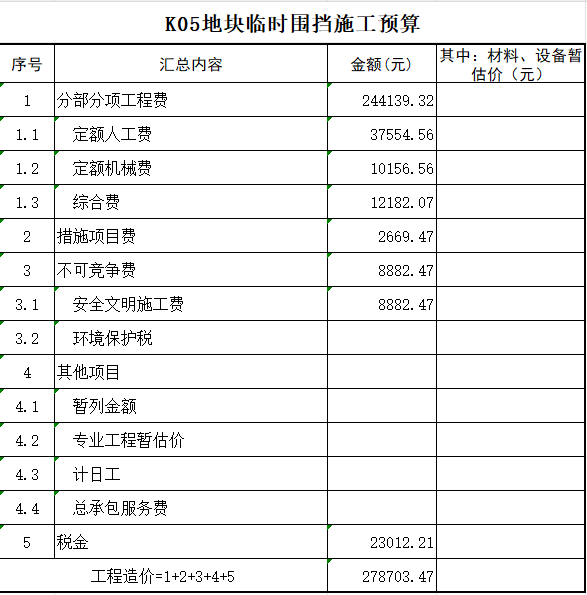 K05地块临时围挡施工预算
序号 汇总内容 金额(元) 其中: 材料、设备暂
估价（元）
1 分部分项工程费 244139.32
1.1 定额人工费 37554.56
1.2 定额机械费 10156.56
1.3 综合费 12182.07
2 措施项目费 2669.47
3 不可竞争费 8882.47
3.1 安全文明施工费 8882.47
3.2 环境保护税
4 其他项目
4.1 暂列金额
4.2 专业工程暂估价
4.3 计日工
4.4 总承包服务费
5 税金 23012.21
工程造价=1+2+3+4+5 278703.47